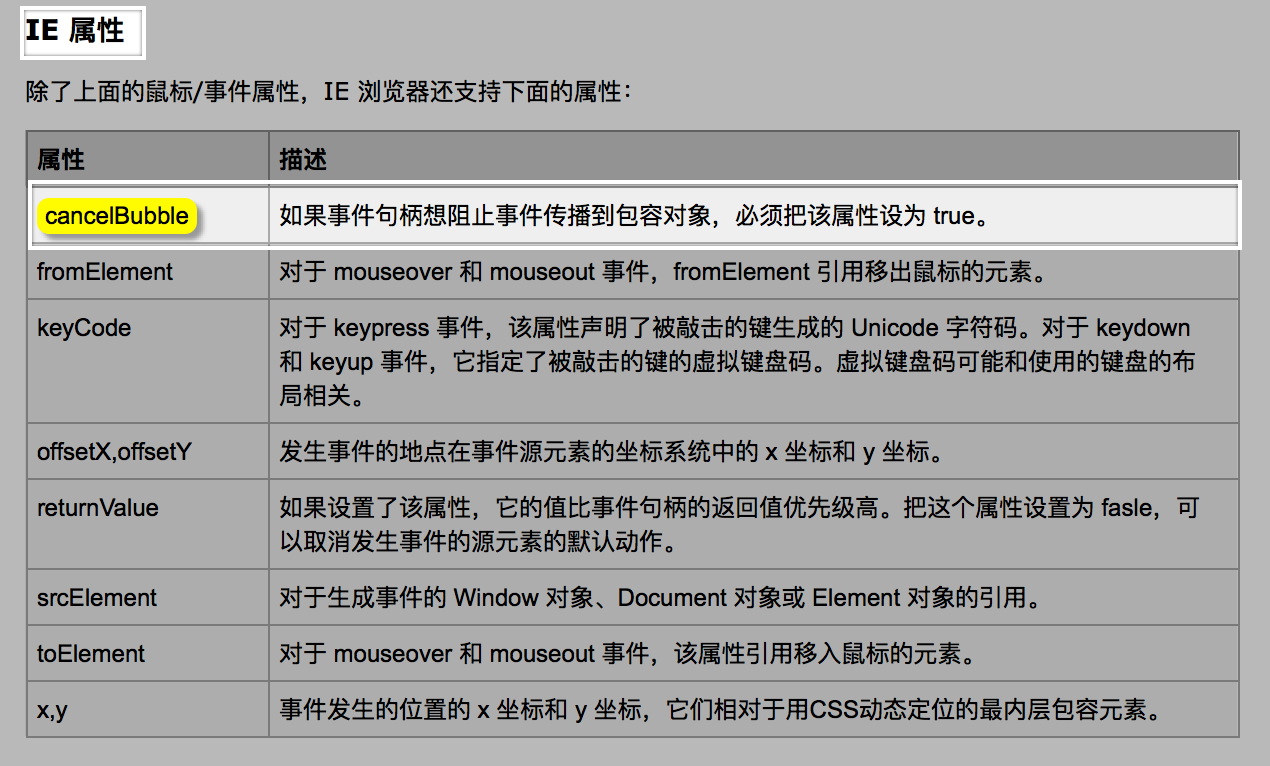 IE 属性
除了上面的鼠标/事件属性，IE 浏览器还支持下面的属性：
属性 描述
cancelBubble 如果事件句柄想阻止事件传播到包容对象，必须把该属性设为 true。
fromElement 对于 mouseover 和 mouseout 事件，fromElement 引用移出鼠标的元素。
keyCode 对于 keypress 事件，该属性声明了被敲击的键生成的 Unicode 字符码。对于 keydown
和 keyup 事件，它指定了被敲击的键的虚拟键盘码。虚拟键盘码可能和使用的键盘的布
局相关。
offsetX,offsetY 发生事件的地点在事件源元素的坐标系统中的 x 坐标和 y 坐标。
returnValue 如果设置了该属性，它的值比事件句柄的返回值优先级高。把这个属性设置为 fasle，可
以取消发生事件的源元素的默认动作。
srcElement 对于生成事件的 Window 对象、Document 对象或 Element 对象的引用。
toElement 对于 mouseover 和 mouseout 事件，该属性引用移入鼠标的元素。
x,y 事件发生的位置的 x 坐标和 y 坐标，它们相对于用CSS动态定位的最内层包容元素。